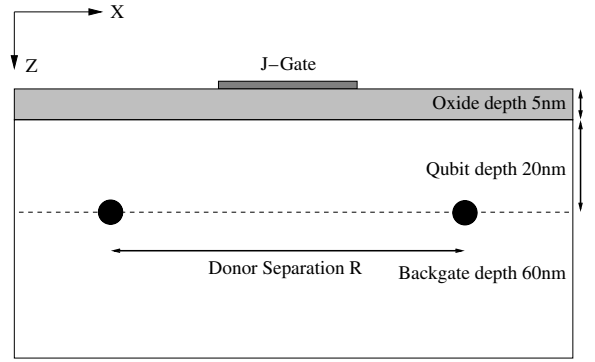 X
Z
J–Gate
Oxide depth 5nm
Qubit depth 20nm
Donor Separation R
Backgate depth 60nm